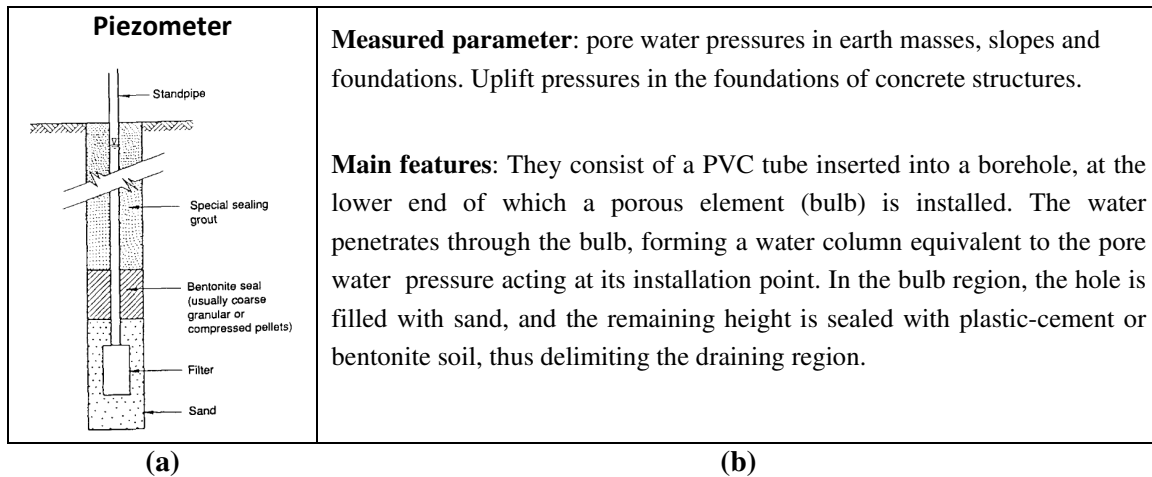 Piezometer
Standpipe
Special sealing
grout
Bentonite seal
(usually coarse
granular or
compressed pellets)
Filter
Sand
Measured parameter: pore water pressures in earth masses, slopes and
foundations. Uplift pressures in the foundations of concrete structures.
Main features: They consist of a PVC tube inserted into a borehole, at the
lower end of which a porous element (bulb) is installed. The water
penetrates through the bulb, forming a water column equivalent to the pore
water pressure acting at its installation point. In the bulb region, the hole is
filled with sand, and the remaining height is sealed with plastic-cement or
bentonite soil, thus delimiting the draining region.
(a)
(b)